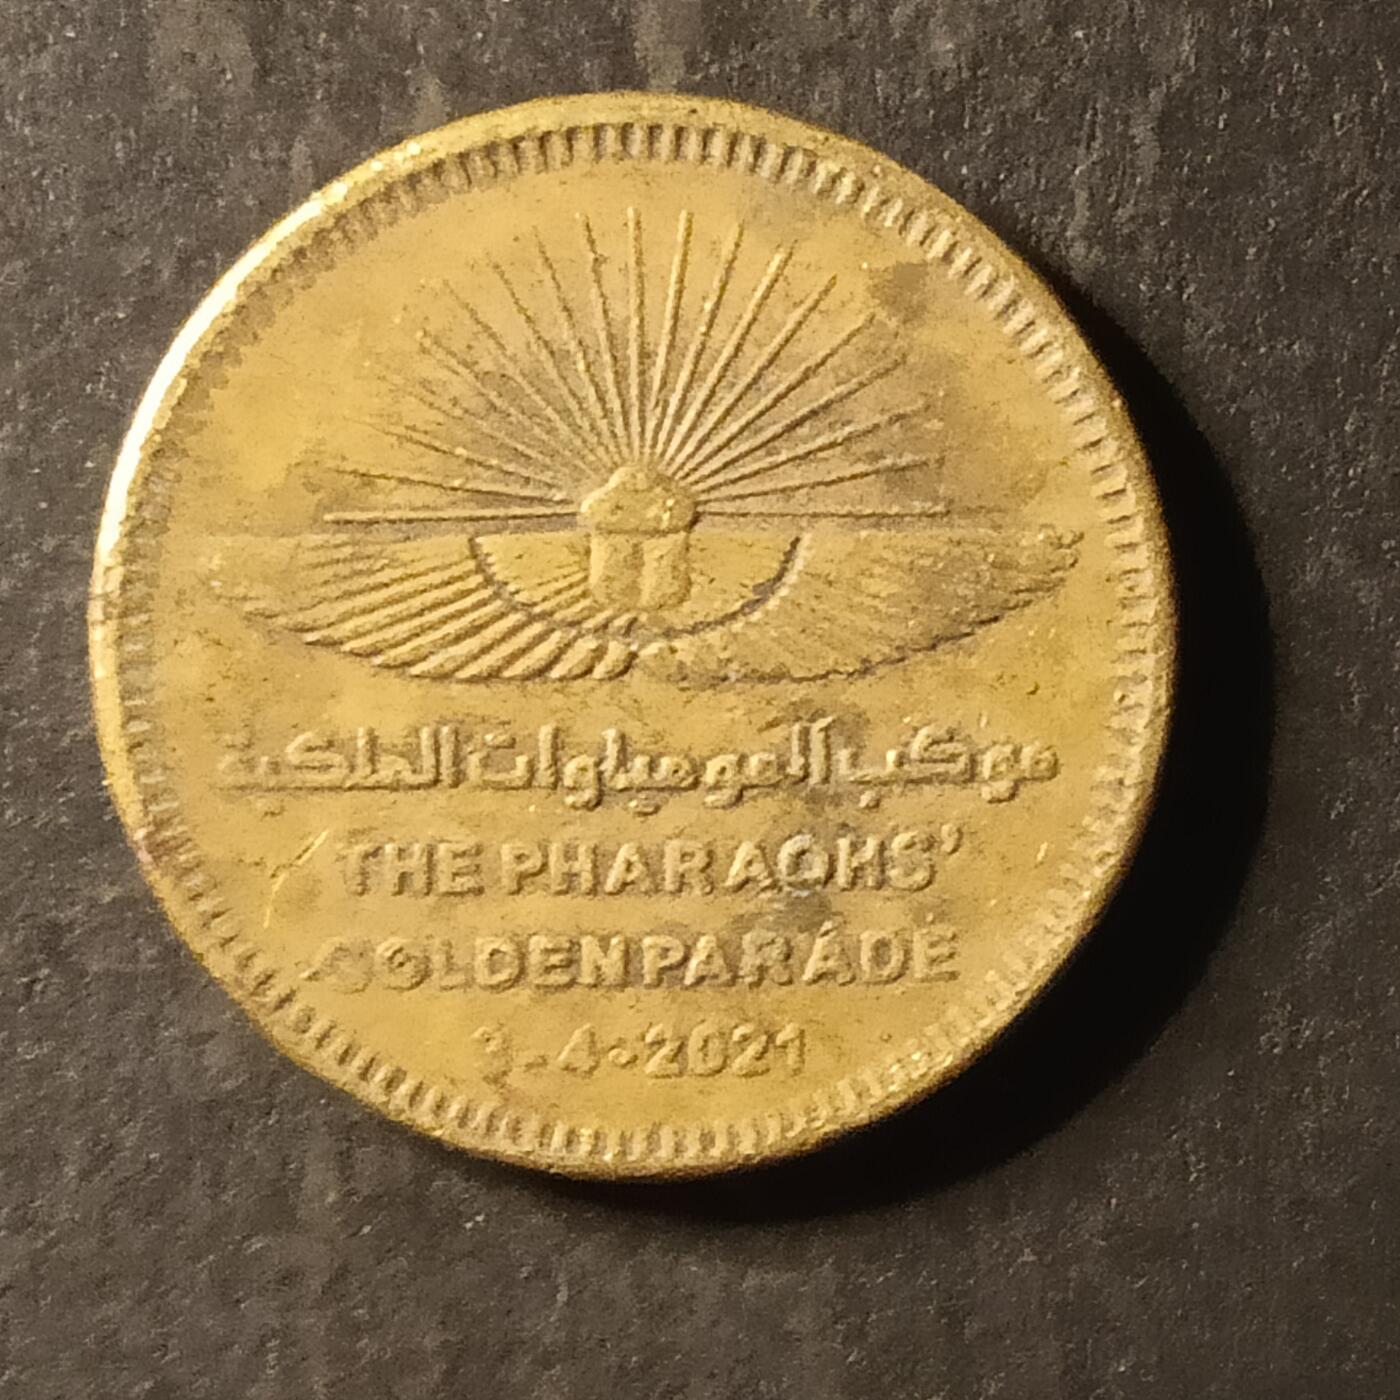 موكب المومياوات الملكية
THE PHARAOHS'
GOLDEN PARADE
3-4-2021